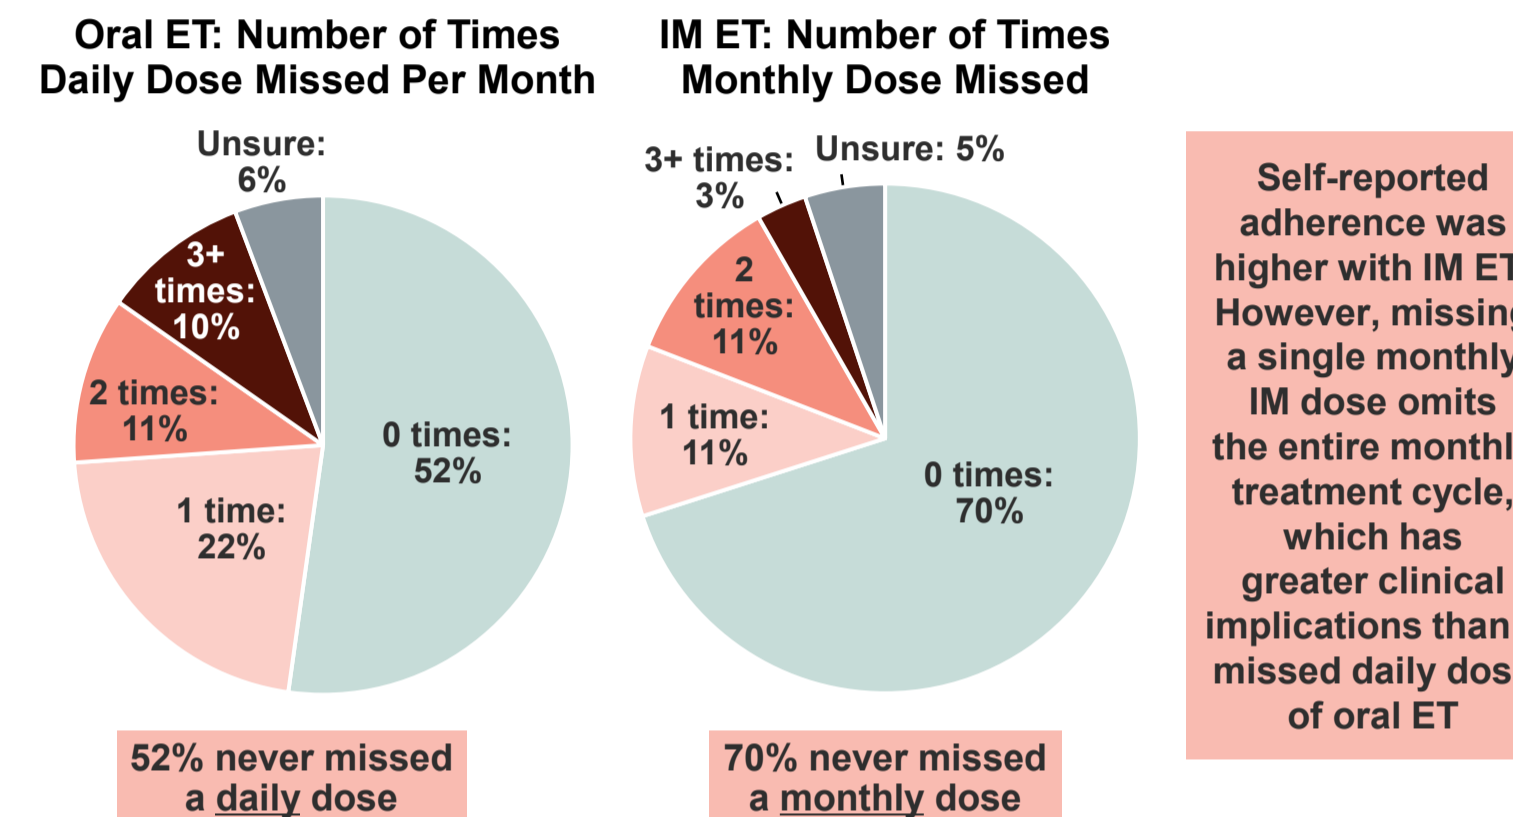 Oral ET: Number of Times
Daily Dose Missed Per Month
Unsure:
6%
3+
times:
10%
2 times:
11%
1 time:
22%
0 times:
52%
52% never missed
a daily dose
IM ET: Number of Times
Monthly Dose Missed
3+ times:
3%
Unsure: 5%
2
times:
11%
1 time:
11%
0 times:
70%
70% never missed
a monthly dose
Self-reported
adherence was
higher with IM ET
However, missing
a single monthly
IM dose omits
the entire monthl
treatment cycle,
which has
greater clinical
implications than
missed daily dos
of oral ET